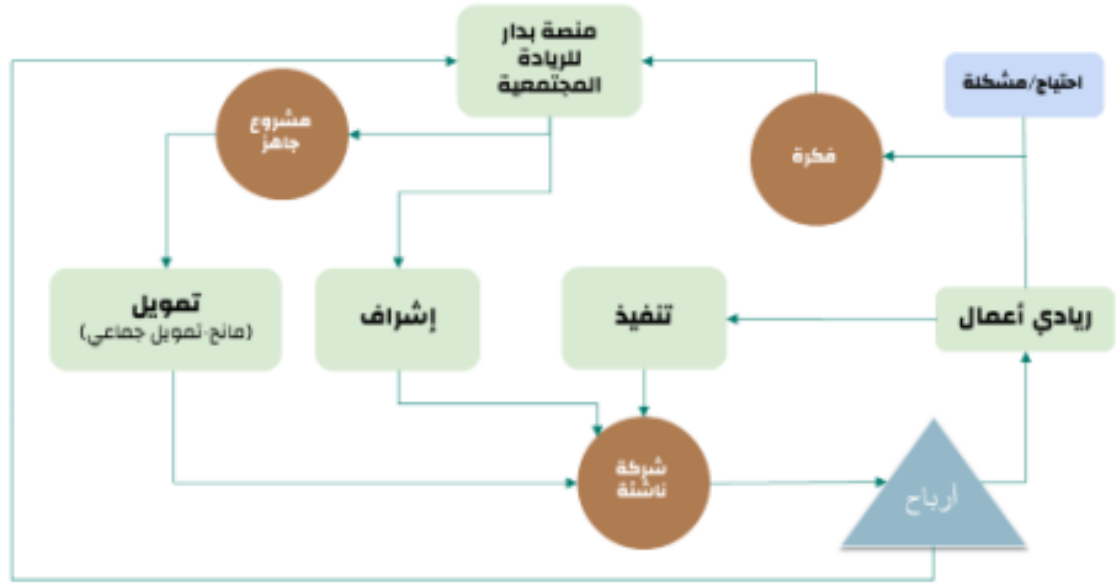 منصة بدار
للريادة
المجتمعية
احتياج/مشكلة
مشروع
جاهز
فكرة
تمويل
(مانح-تمويل جماعي)
إشراف
تنفيذ
ريادي أعمال
شركة
ناشئة
أرباح